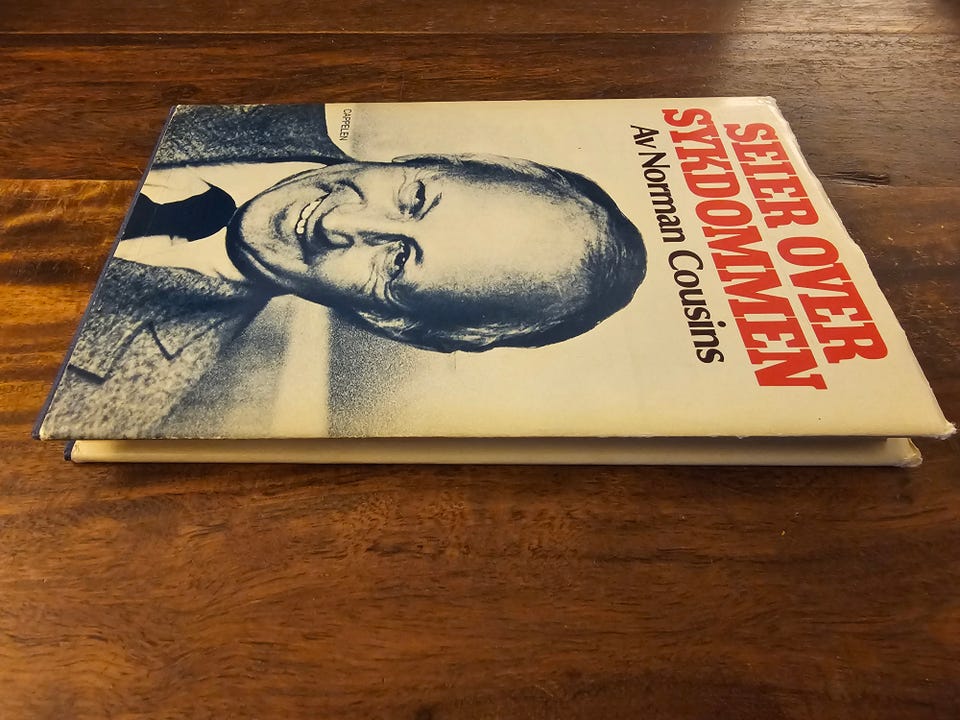 SEIER OVER
SYKDOMMEN
Av Norman Cousins
CAPPELEN